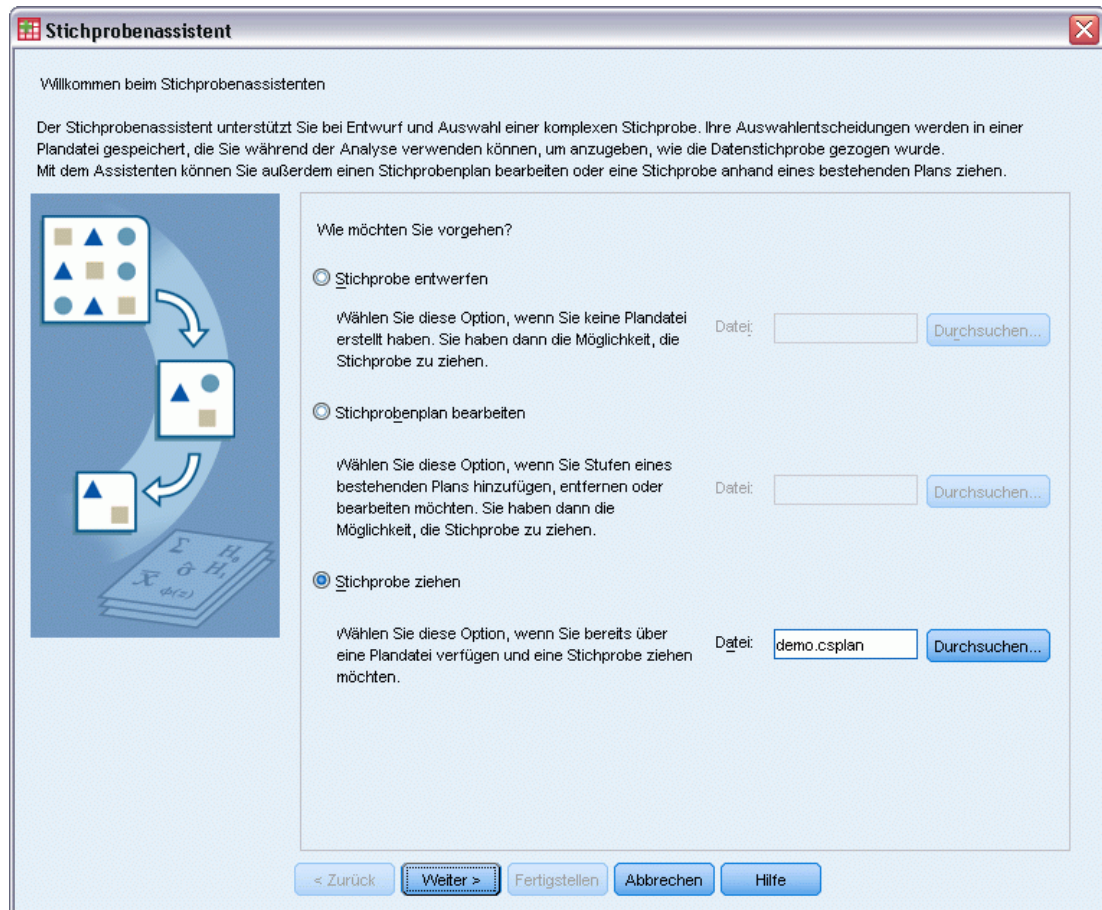 Stichprobenassistent
Willkommen beim Stichprobenassistenten
Der Stichprobenassistent unterstützt Sie bei Entwurf und Auswahl einer komplexen Stichprobe. Ihre Auswahlentscheidungen werden in einer
Plandatei gespeichert, die Sie während der Analyse verwenden können, um anzugeben, wie die Datenstichprobe gezogen wurde.
Mit dem Assistenten können Sie außerdem einen Stichprobenplan bearbeiten oder eine Stichprobe anhand eines bestehenden Plans ziehen.
Wie möchten Sie vorgehen?
Stichprobe entwerfen
Wählen Sie diese Option, wenn Sie keine Plandatei
erstellt haben. Sie haben dann die Möglichkeit, die
Stichprobe zu ziehen.
Datei:
Durchsuchen...
Stichprobenplan bearbeiten
Wählen Sie diese Option, wenn Sie Stufen eines
bestehenden Plans hinzufügen, entfernen oder
bearbeiten möchten. Sie haben dann die
Möglichkeit, die Stichprobe zu ziehen.
Datei:
Durchsuchen...
Stichprobe ziehen
Wählen Sie diese Option, wenn Sie bereits über
eine Plandatei verfügen und eine Stichprobe ziehen
möchten.
Datei:
demo.csplan
Durchsuchen...
Σ H₀
x̄ σ̂ H₁
ϕ(z)
< Zurück
Weiter >
Fertigstellen
Abbrechen
Hilfe